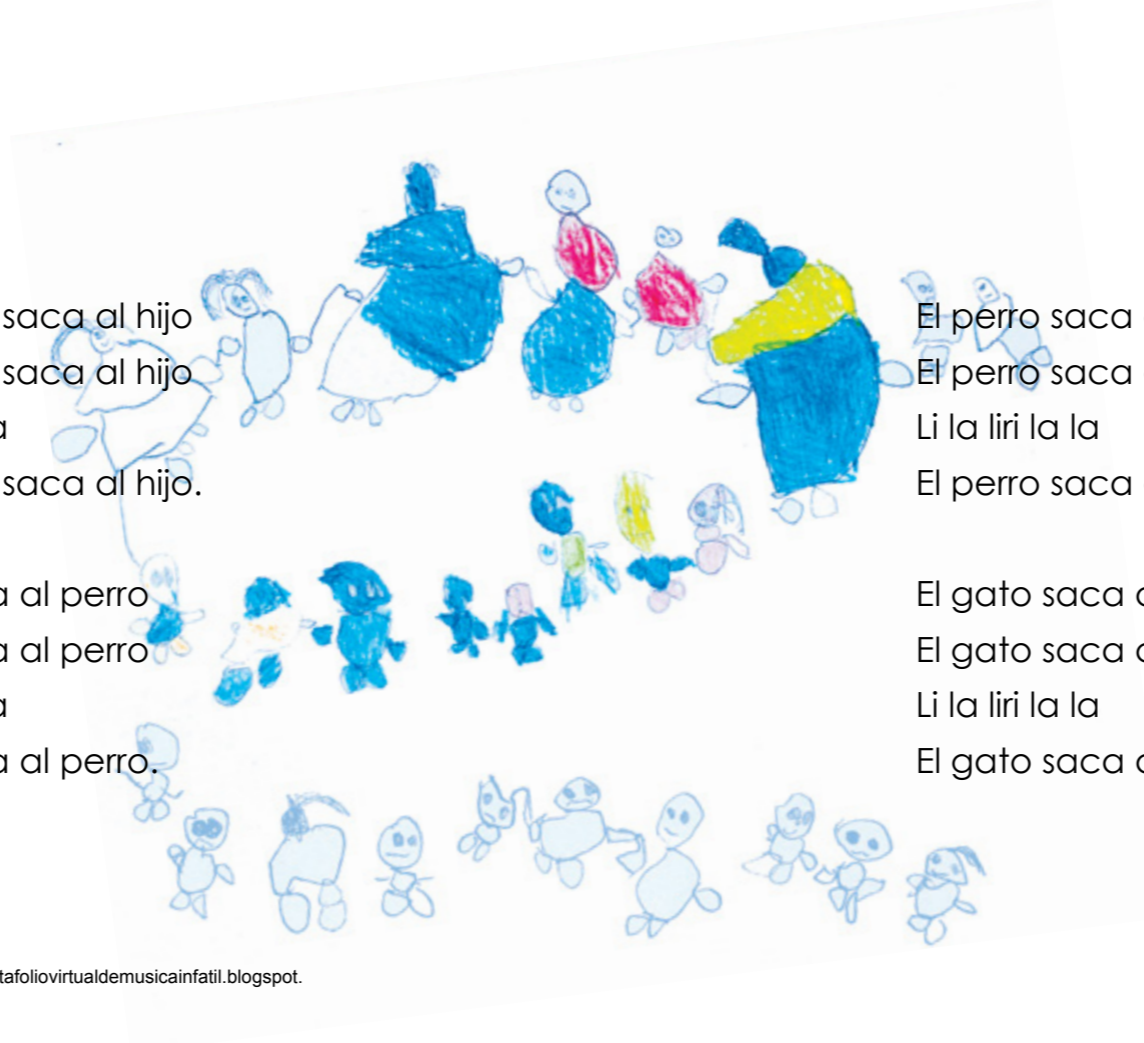 saca al hijo
saca al hijo
a
saca al hijo.
a al perro
a al perro
a
a al perro.
El perro saca
El perro saca
Li la liri la la
El perro saca
El gato saca
El gato saca
Li la liri la la
El gato saca
tafoliovirtualdemusicainfatil.blogspot.